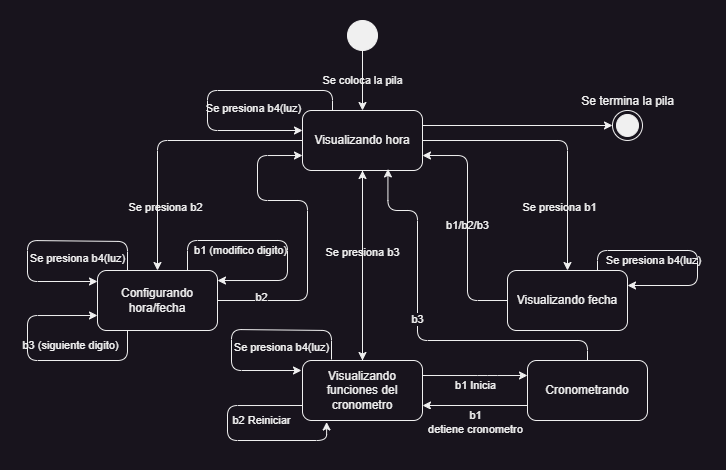 Se coloca la pila
Se termina la pila
Se presiona b4(luz)
Visualizando hora
Se presiona b2
Se presiona b1
b1/b2/b3
Se presiona b3
b1 (modifico digito)
Se presiona b4(luz)
Se presiona b4(luz)
Configurando
hora/fecha
b2
Visualizando fecha
b3
b3 (siguiente digito)
Se presiona b4(luz)
Visualizando
funciones del
cronometro
b1 Inicia
Cronometrando
b2 Reiniciar
b1
detiene cronometro